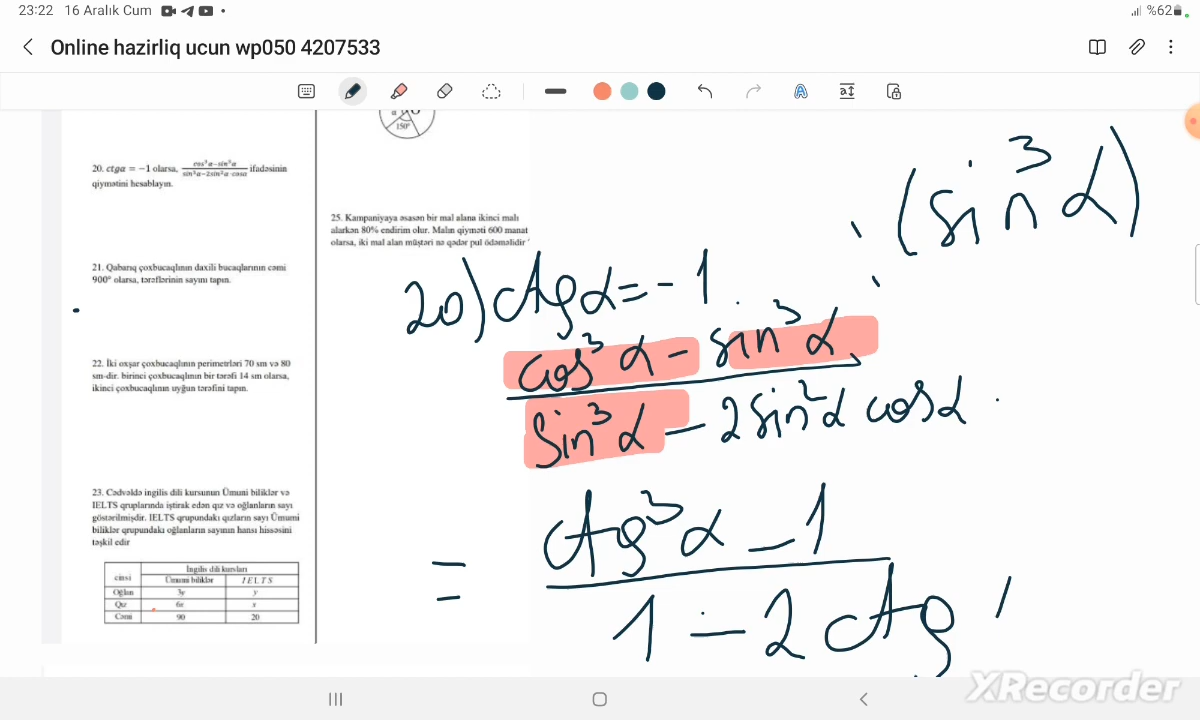 23:22 16 Aralık Cum • %62
Online hazirliq ucun wp050 4207533
150°
20. ctgα = −1 olarsa, (cos³α−sin³α)/(sin³α−2sin²α·cosα) ifadəsinin
qiymətini hesablayın.
21. Qabarıq çoxbucaqlının daxili bucaqlarının cəmi
900° olarsa, tərəflərinin sayını tapın.
22. İki oxşar çoxbucaqlının perimetrləri 70 sm və 80
sm-dir. birinci çoxbucaqlının bir tərəfi 14 sm olarsa,
ikinci çoxbucaqlının uyğun tərəfini tapın.
23. Cədvəldə ingilis dili kursunun Ümumi biliklər və
IELTS qruplarında iştirak edən qız və oğlanların sayı
göstərilmişdir. IELTS qrupundakı qızların sayı Ümumi
biliklər qrupundakı oğlanların sayının hansı hissəsini
təşkil edir
İngilis dili kursları
cinsi Ümumi biliklər IELTS
Oğlan 3y y
Qız 6x x
Cəmi 90 20
25. Kampaniyaya əsasən bir mal alana ikinci malı
alarkən 80% endirim olur. Malın qiyməti 600 manat
olarsa, iki mal alan müştəri nə qədər pul ödəməlidir
: (sin³α)
20) ctgα = −1
cos³α − sin³α
sin³α − 2sin²α cosα
= ctg³α − 1
1 − 2ctg
XRecorder